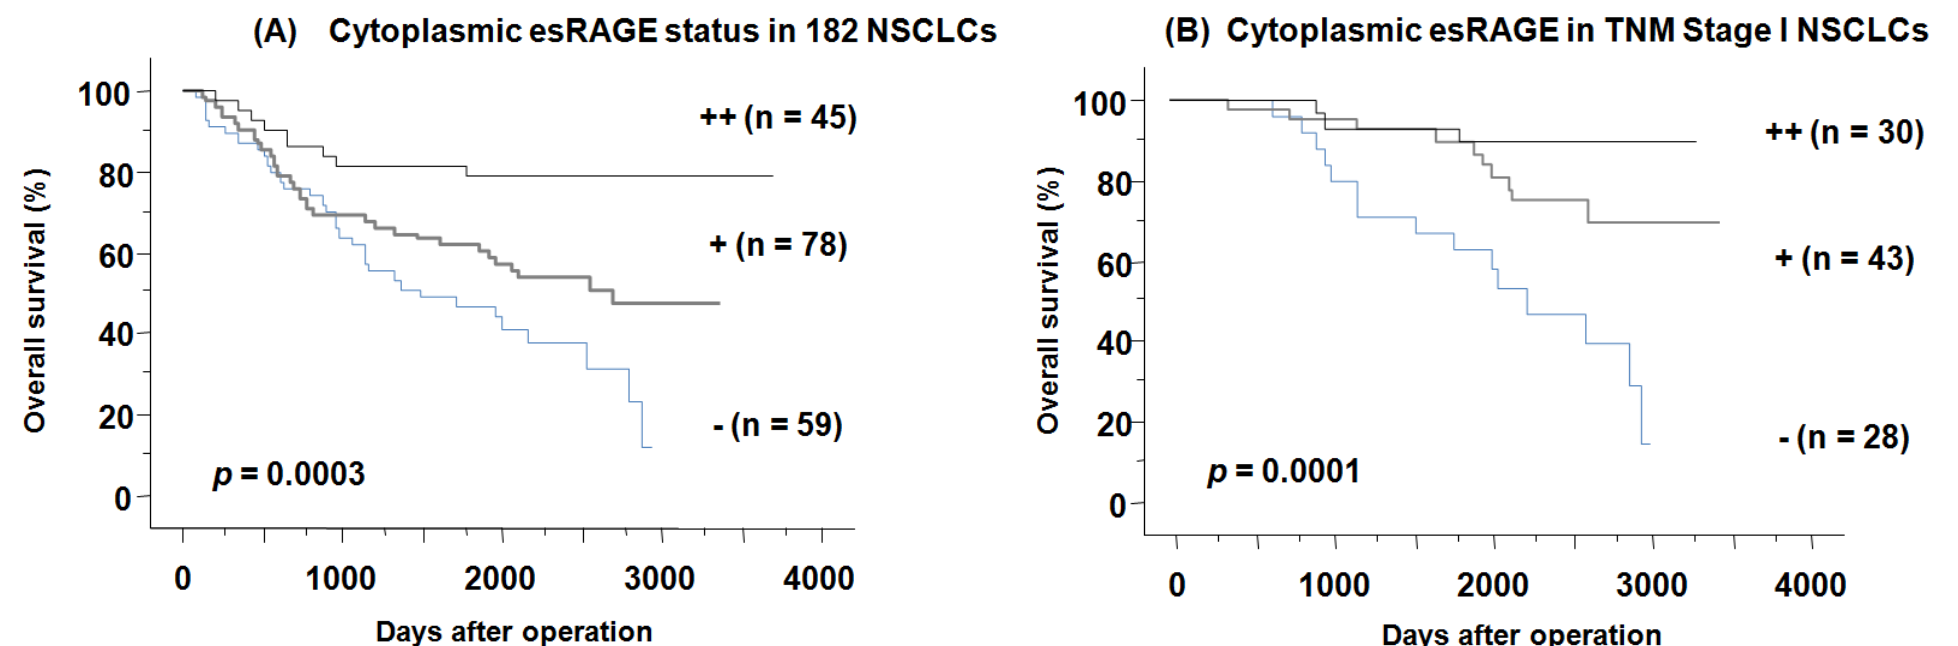 (A) Cytoplasmic esRAGE status in 182 NSCLCs
Overall survival (%)
100
80
60
40
20
0
++ (n = 45)
+ (n = 78)
- (n = 59)
p = 0.0003
0 1000 2000 3000 4000
Days after operation
(B) Cytoplasmic esRAGE in TNM Stage I NSCLCs
Overall survival (%)
100
80
60
40
20
0
++ (n = 30)
+ (n = 43)
- (n = 28)
p = 0.0001
0 1000 2000 3000 4000
Days after operation